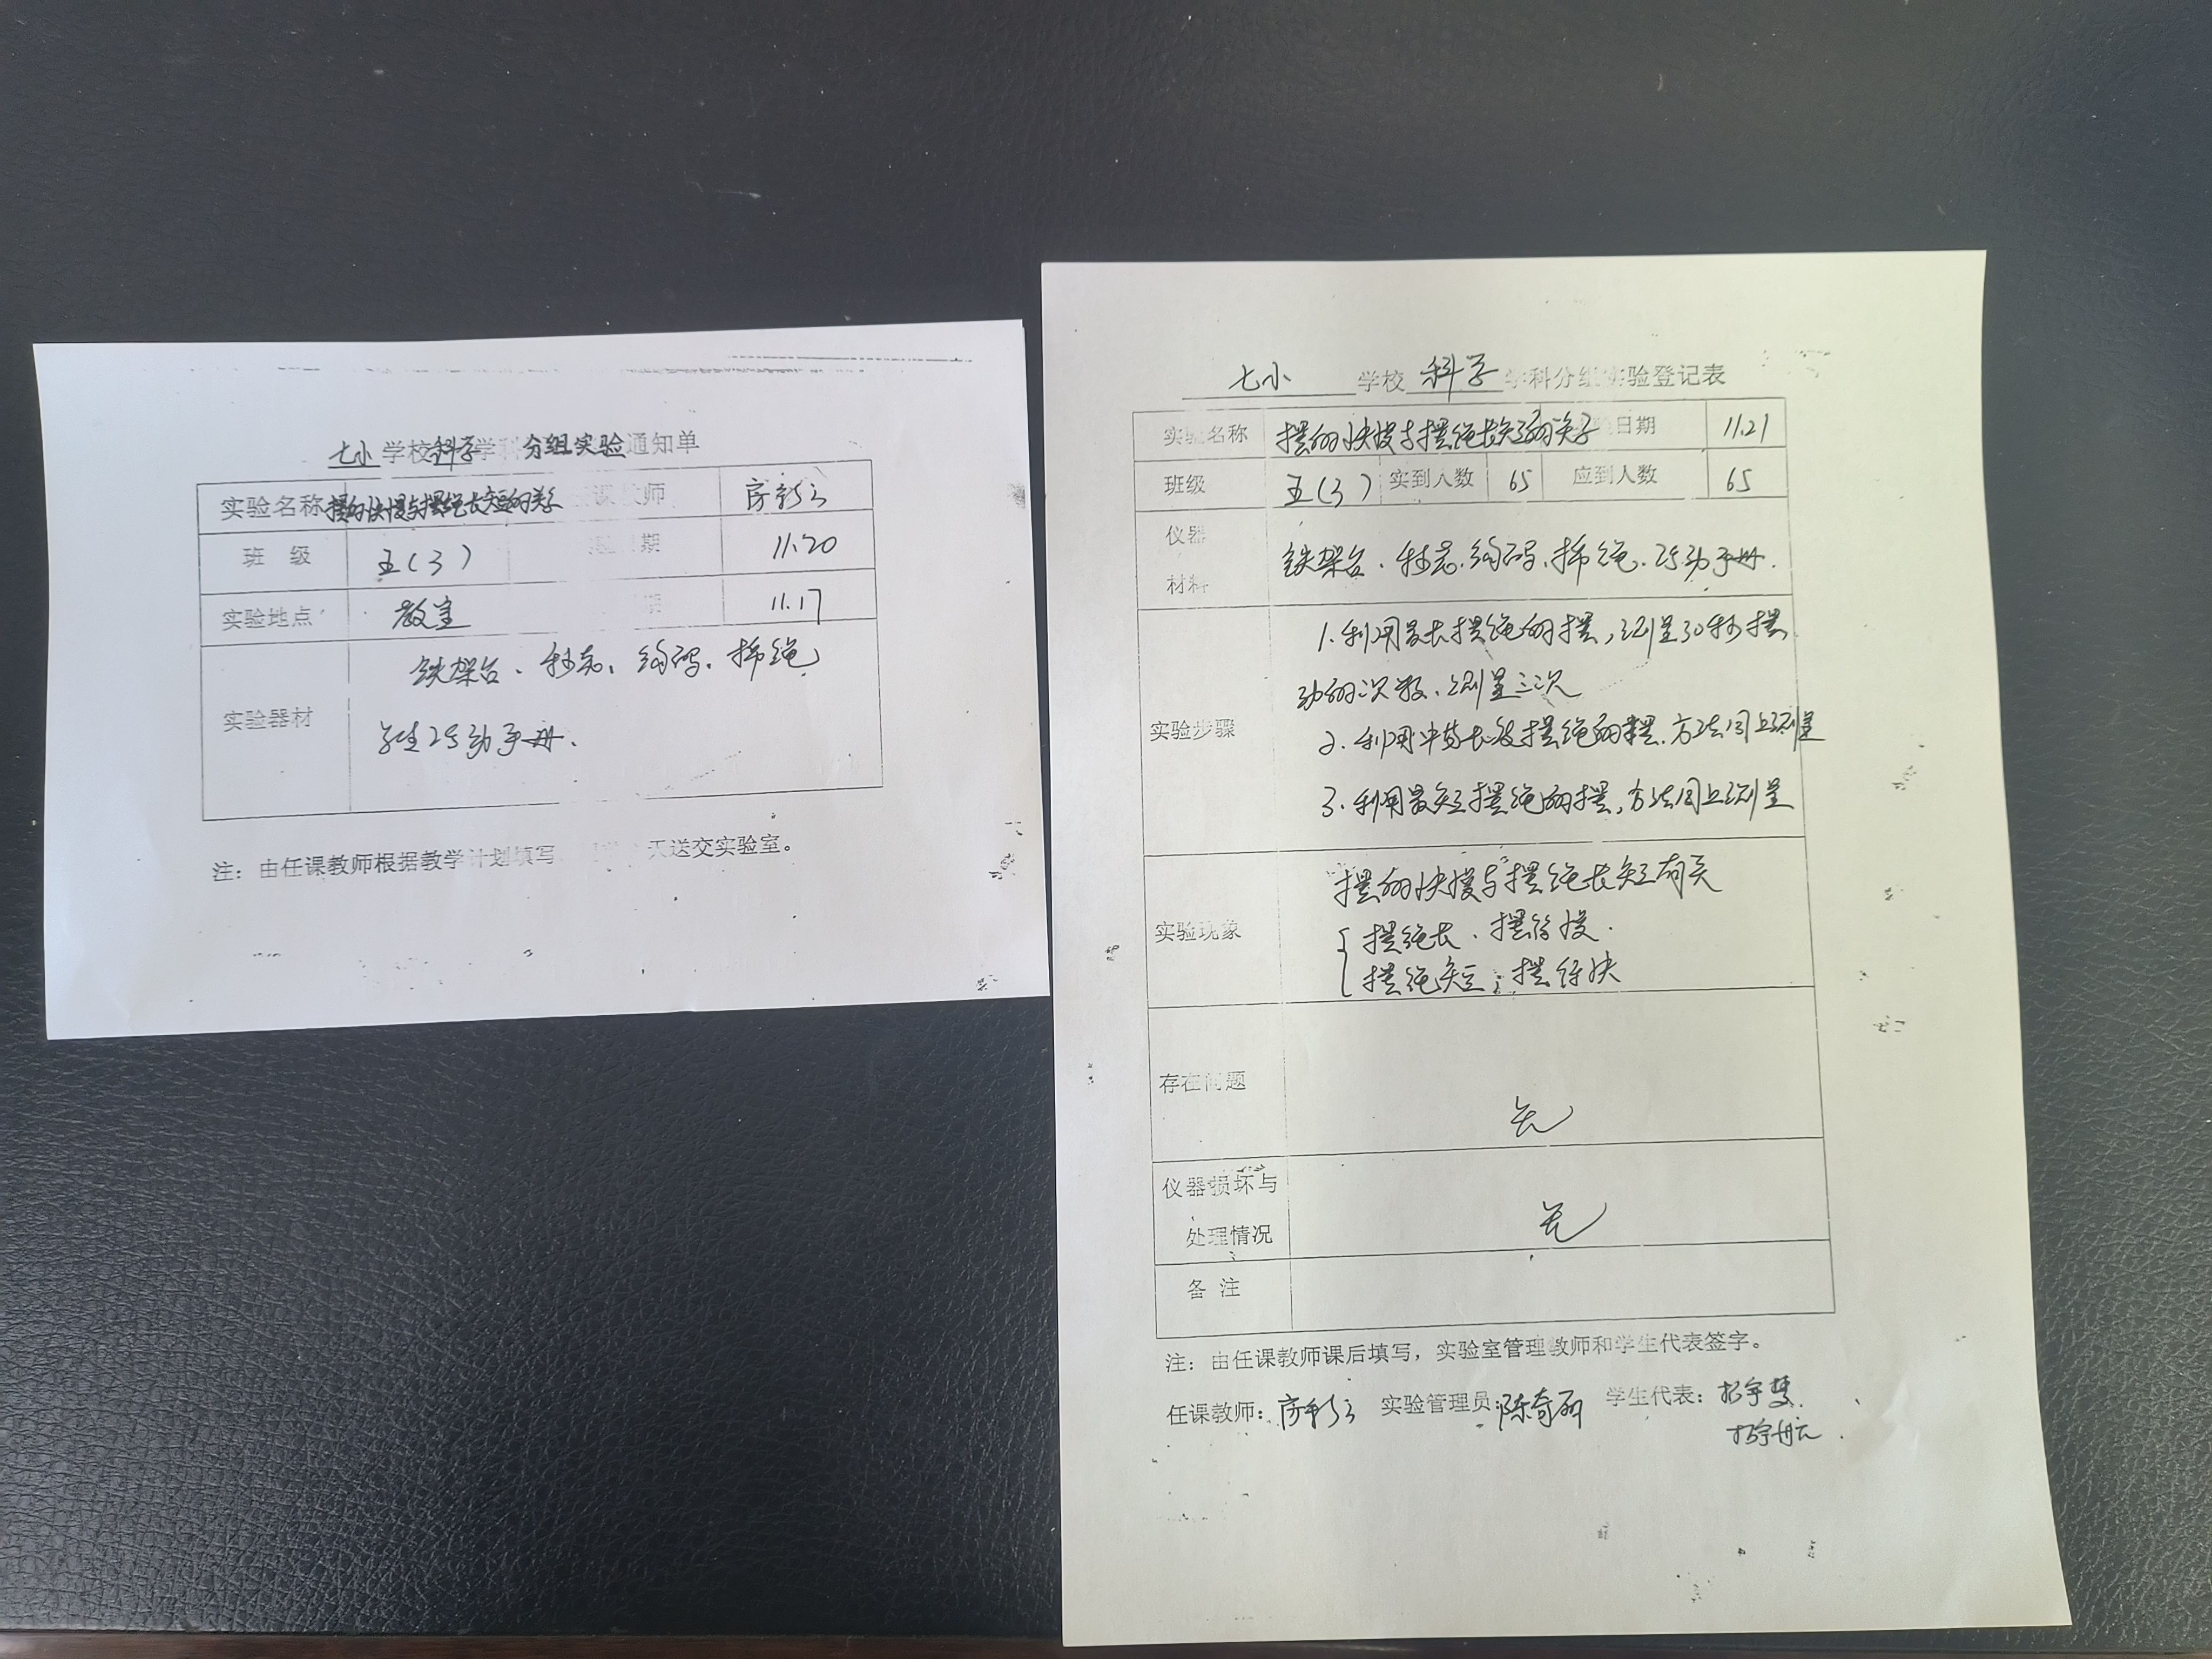 七小 学校 科学 学科 分组实验 通知单
实验名称 摆的快慢与摆绳长短的关系 课教师
班 级 五(3) 期 11.20
实验地点 教室 期 11.17
铁架台、秒表、钩码、棉绳
实验器材
学生活动手册.
注：由任课教师根据教学计划填写 天送交实验室。
七小 学校 科学 学科分组实验登记表
实验名称 摆的快慢与摆绳长短的关系 日期 11.21
班级 五(3) 实到人数 65 应到人数 65
仪器
材料
铁架台、秒表、钩码、棉绳、活动手册.
实验步骤
1.利用最长摆绳的摆，测量30秒摆
动的次数、测量三次
2.利用中等长度摆绳的摆.方法同上测量
3.利用最短摆绳的摆，方法同上测量
实验现象
摆的快慢与摆绳长短有关
摆绳长.摆得慢.
摆绳短；摆得快
存在问题
无
仪器损坏与
处理情况
无
备 注
注：由任课教师课后填写，实验室管理教师和学生代表签字。
任课教师： 实验管理员： 陈奇丽 学生代表：